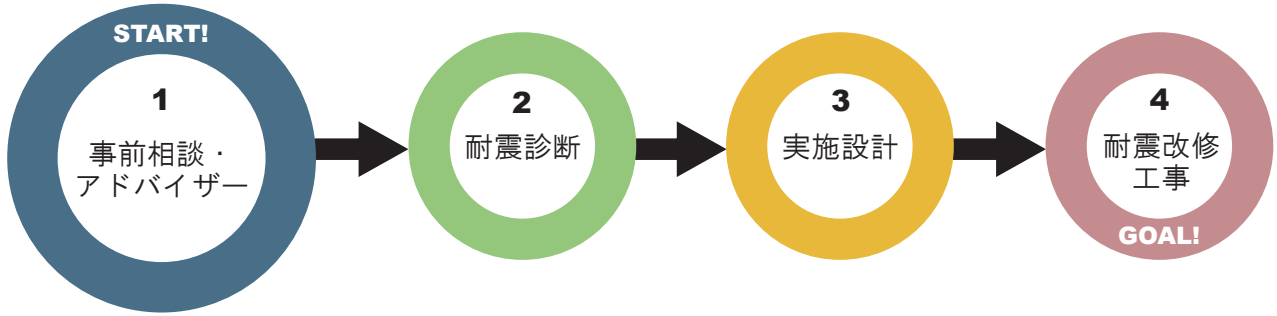 START!
1
事前相談・
アドバイザー
2
耐震診断
3
実施設計
4
耐震改修
工事
GOAL!